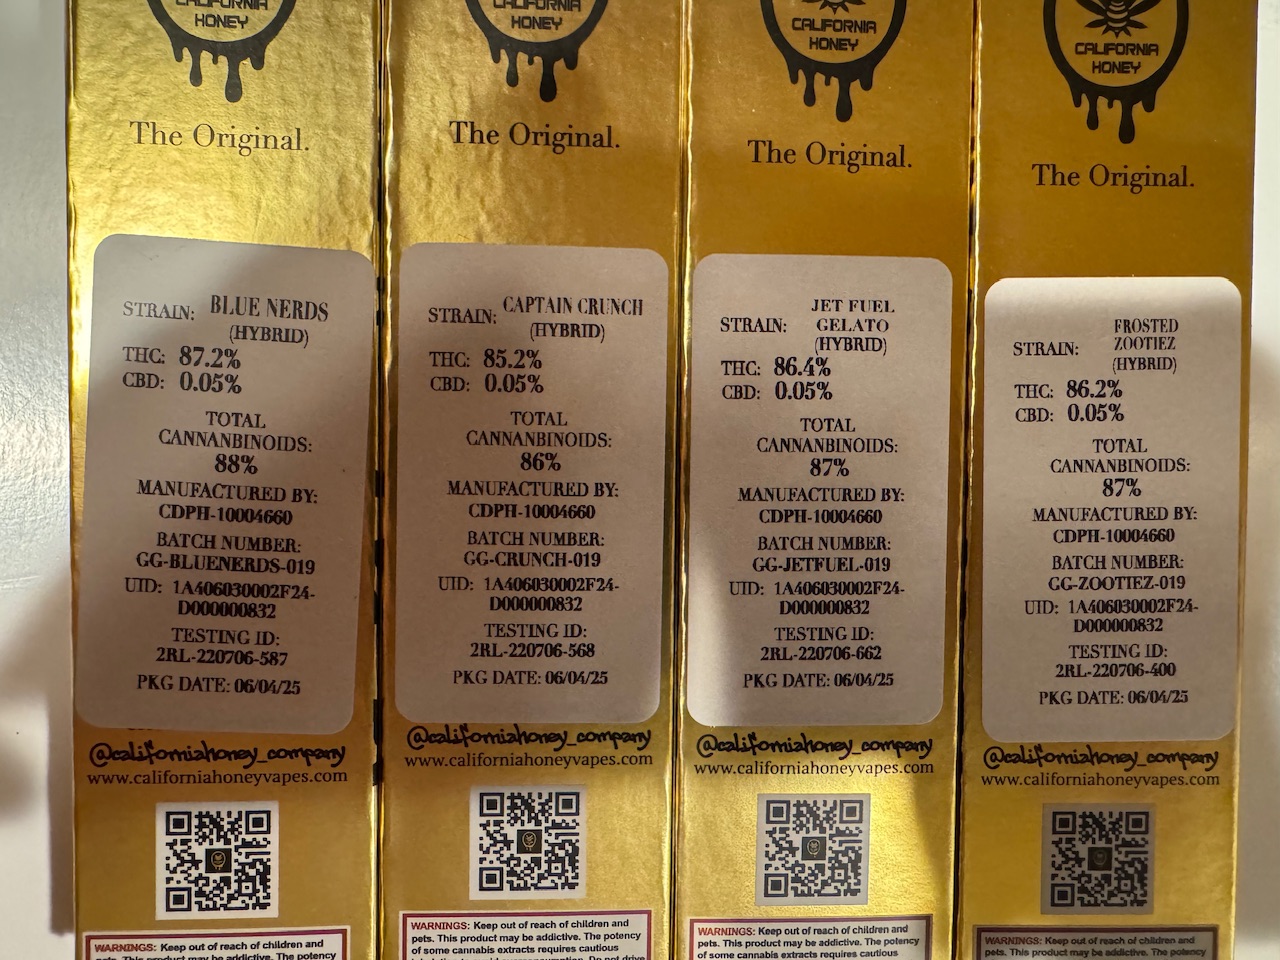 CALIFORNIA
HONEY
The Original.
STRAIN: BLUE NERDS
(HYBRID)
THC: 87.2%
CBD: 0.05%
TOTAL
CANNANBINOIDS:
88%
MANUFACTURED BY:
CDPH-10004660
BATCH NUMBER:
GG-BLUENERDS-019
UID: 1A406030002F24-
D000000832
TESTING ID:
2RL-220706-587
PKG DATE: 06/04/25
@californiahoney_company
www.californiahoneyvapes.com
WARNINGS: Keep out of reach of children and
pets. This product may be addictive. The potency
CALIFORNIA
HONEY
The Original.
STRAIN: CAPTAIN CRUNCH
(HYBRID)
THC: 85.2%
CBD: 0.05%
TOTAL
CANNANBINOIDS:
86%
MANUFACTURED BY:
CDPH-10004660
BATCH NUMBER:
GG-CRUNCH-019
UID: 1A406030002F24-
D000000832
TESTING ID:
2RL-220706-568
PKG DATE: 06/04/25
@californiahoney_company
www.californiahoneyvapes.com
WARNINGS: Keep out of reach of children and
pets. This product may be addictive. The potency
of some cannabis extracts requires cautious
Do not drive
CALIFORNIA
HONEY
The Original.
STRAIN: JET FUEL
GELATO
(HYBRID)
THC: 86.4%
CBD: 0.05%
TOTAL
CANNANBINOIDS:
87%
MANUFACTURED BY:
CDPH-10004660
BATCH NUMBER:
GG-JETFUEL-019
UID: 1A406030002F24-
D000000832
TESTING ID:
2RL-220706-662
PKG DATE: 06/04/25
@californiahoney_company
www.californiahoneyvapes.com
WARNINGS: Keep out of reach of children and
pets. This product may be addictive. The potency
of some cannabis extracts requires cautious
CALIFORNIA
HONEY
The Original.
STRAIN: FROSTED
ZOOTIEZ
(HYBRID)
THC: 86.2%
CBD: 0.05%
TOTAL
CANNANBINOIDS:
87%
MANUFACTURED BY:
CDPH-10004660
BATCH NUMBER:
GG-ZOOTIEZ-019
UID: 1A406030002F24-
D000000832
TESTING ID:
2RL-220706-400
PKG DATE: 06/04/25
@californiahoney_company
www.californiahoneyvapes.com
WARNINGS: Keep out of reach of children and
pets. This product may be addictive. The potency